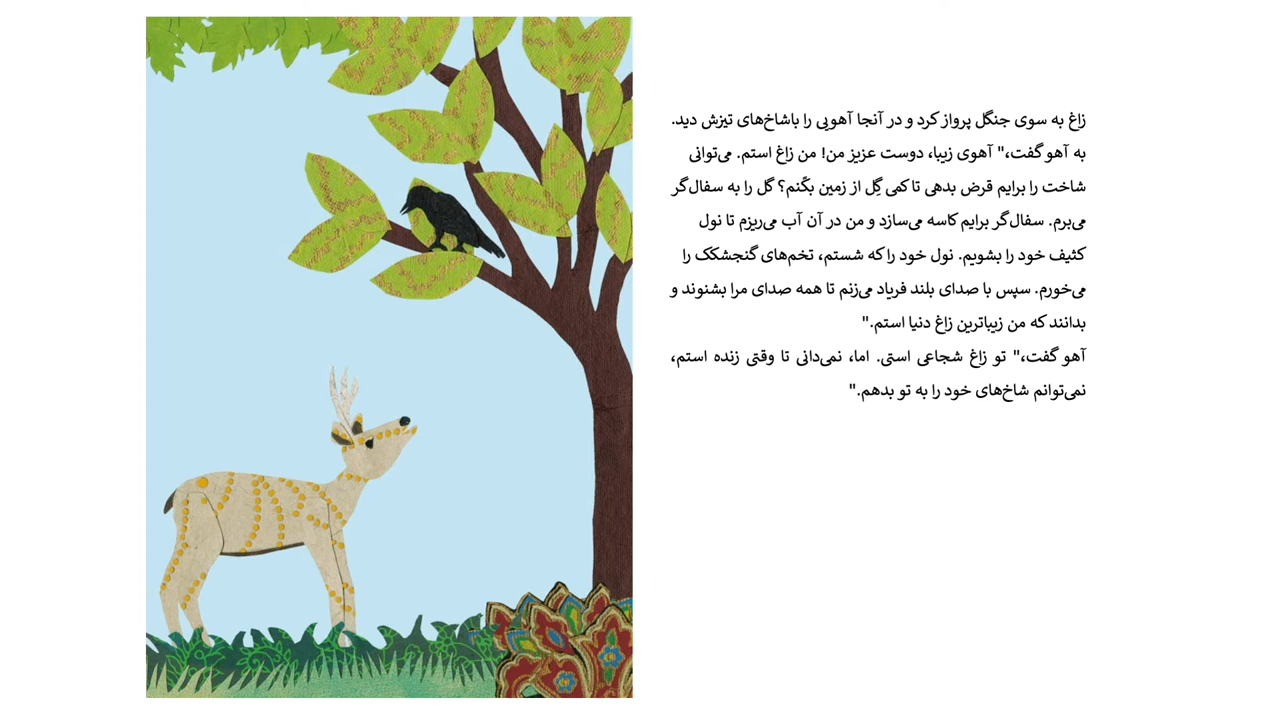 زاغ به سوی جنگل پرواز کرد و در آنجا آهویی را باشاخ‌های تیزش دید.
به آهو گفت،" آهوی زیبا، دوست عزیز من! من زاغ استم. می‌توانی
شاخت را برایم قرض بدهی تا کمی گِل از زمین بکّنم؟ گل را به سفال‌گر
می‌برم. سفال‌گر برایم کاسه می‌سازد و من در آن آب می‌ریزم تا نول
کثیف خود را بشویم. نول خود را که شستم، تخم‌های گنجشکک را
می‌خورم. سپس با صدای بلند فریاد می‌زنم تا همه صدای مرا بشنوند و
بدانند که من زیباترین زاغ دنیا استم."
آهو گفت،" تو زاغ شجاعی استی. اما، نمی‌دانی تا وقتی زنده استم،
نمی‌توانم شاخ‌های خود را به تو بدهم."